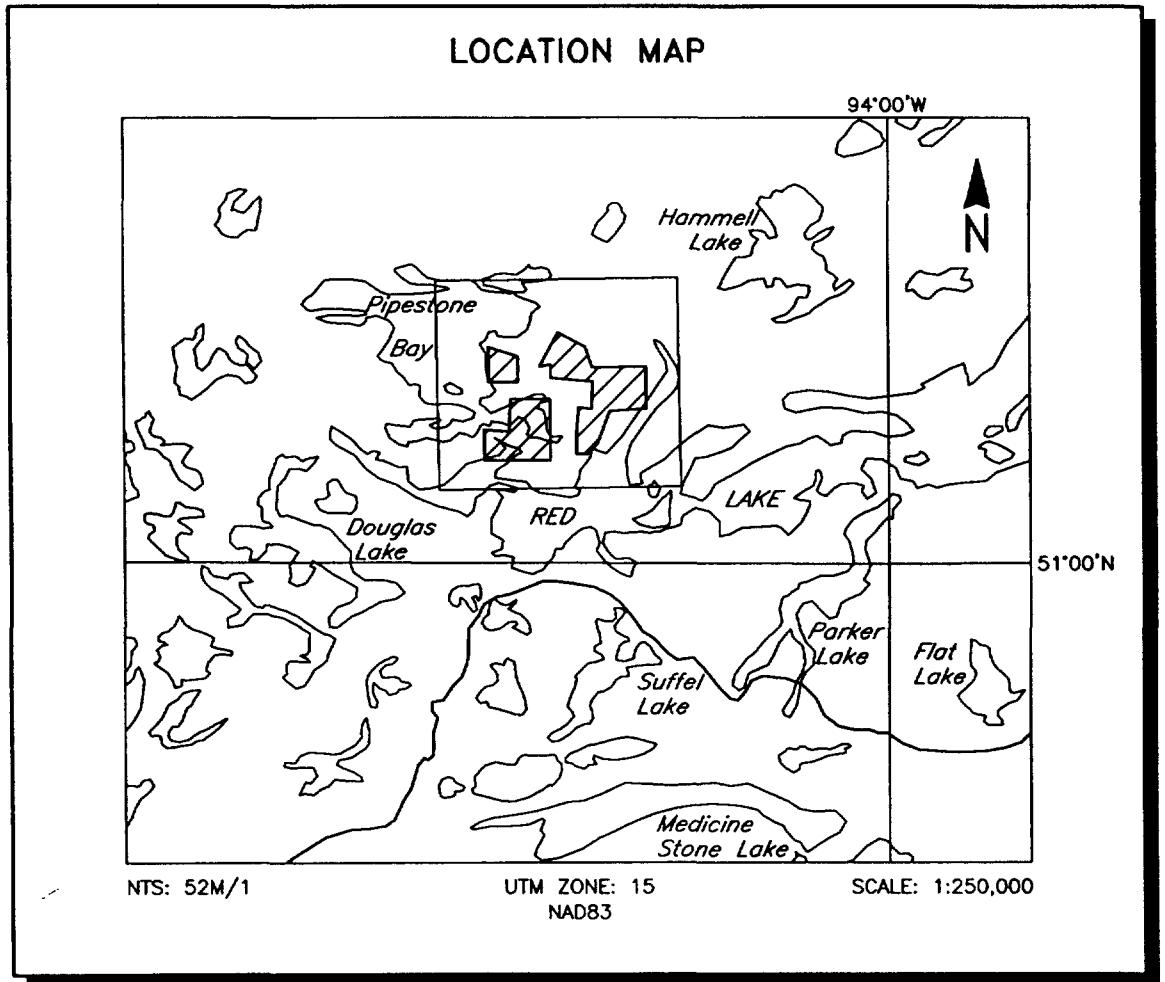 LOCATION MAP
94°00'W
Hammell
Lake
N
Pipestone
Bay
LAKE
RED
Douglas
Lake
51°00'N
Parker
Lake
Flat
Lake
Suffel
Lake
Medicine
Stone Lake
NTS: 52M/1
UTM ZONE: 15
NAD83
SCALE: 1:250,000